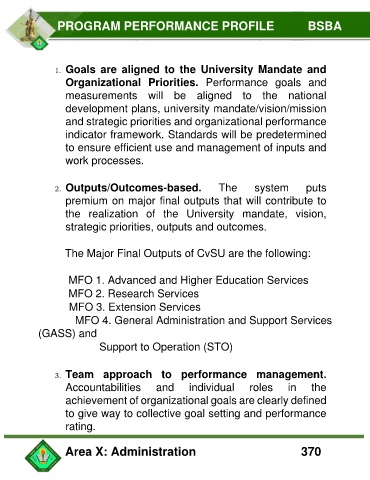 PROGRAM PERFORMANCE PROFILE BSBA
1. Goals are aligned to the University Mandate and
Organizational Priorities. Performance goals and
measurements will be aligned to the national
development plans, university mandate/vision/mission
and strategic priorities and organizational performance
indicator framework. Standards will be predetermined
to ensure efficient use and management of inputs and
work processes.
2. Outputs/Outcomes-based. The system puts
premium on major final outputs that will contribute to
the realization of the University mandate, vision,
strategic priorities, outputs and outcomes.
The Major Final Outputs of CvSU are the following:
MFO 1. Advanced and Higher Education Services
MFO 2. Research Services
MFO 3. Extension Services
MFO 4. General Administration and Support Services
(GASS) and
Support to Operation (STO)
3. Team approach to performance management.
Accountabilities and individual roles in the
achievement of organizational goals are clearly defined
to give way to collective goal setting and performance
rating.
Area X: Administration 370